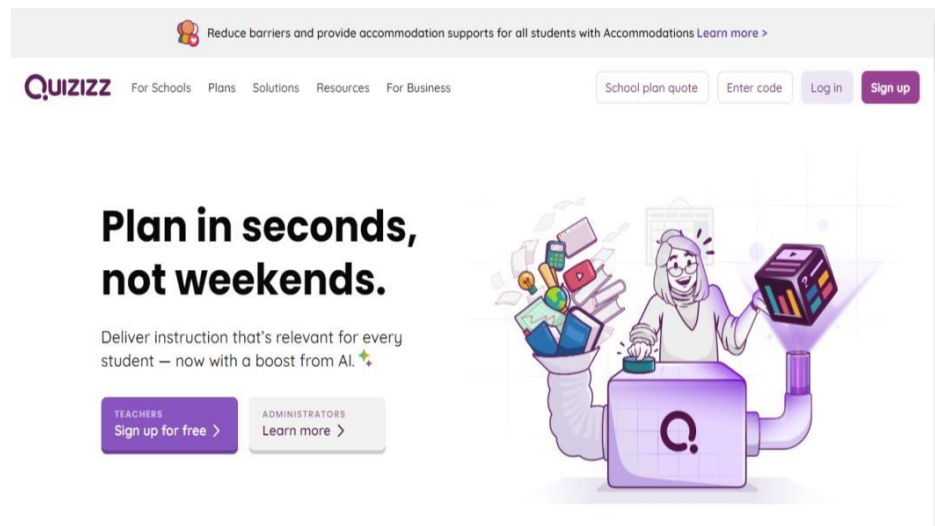 Reduce barriers and provide accommodation supports for all students with Accommodations Learn more >
QUIZIZZ For Schools Plans Solutions Resources For Business School plan quote Enter code Log in Sign up
Plan in seconds,
not weekends.
Deliver instruction that's relevant for every
student — now with a boost from AI.
TEACHERS
Sign up for free >
ADMINISTRATORS
Learn more >
Q
?